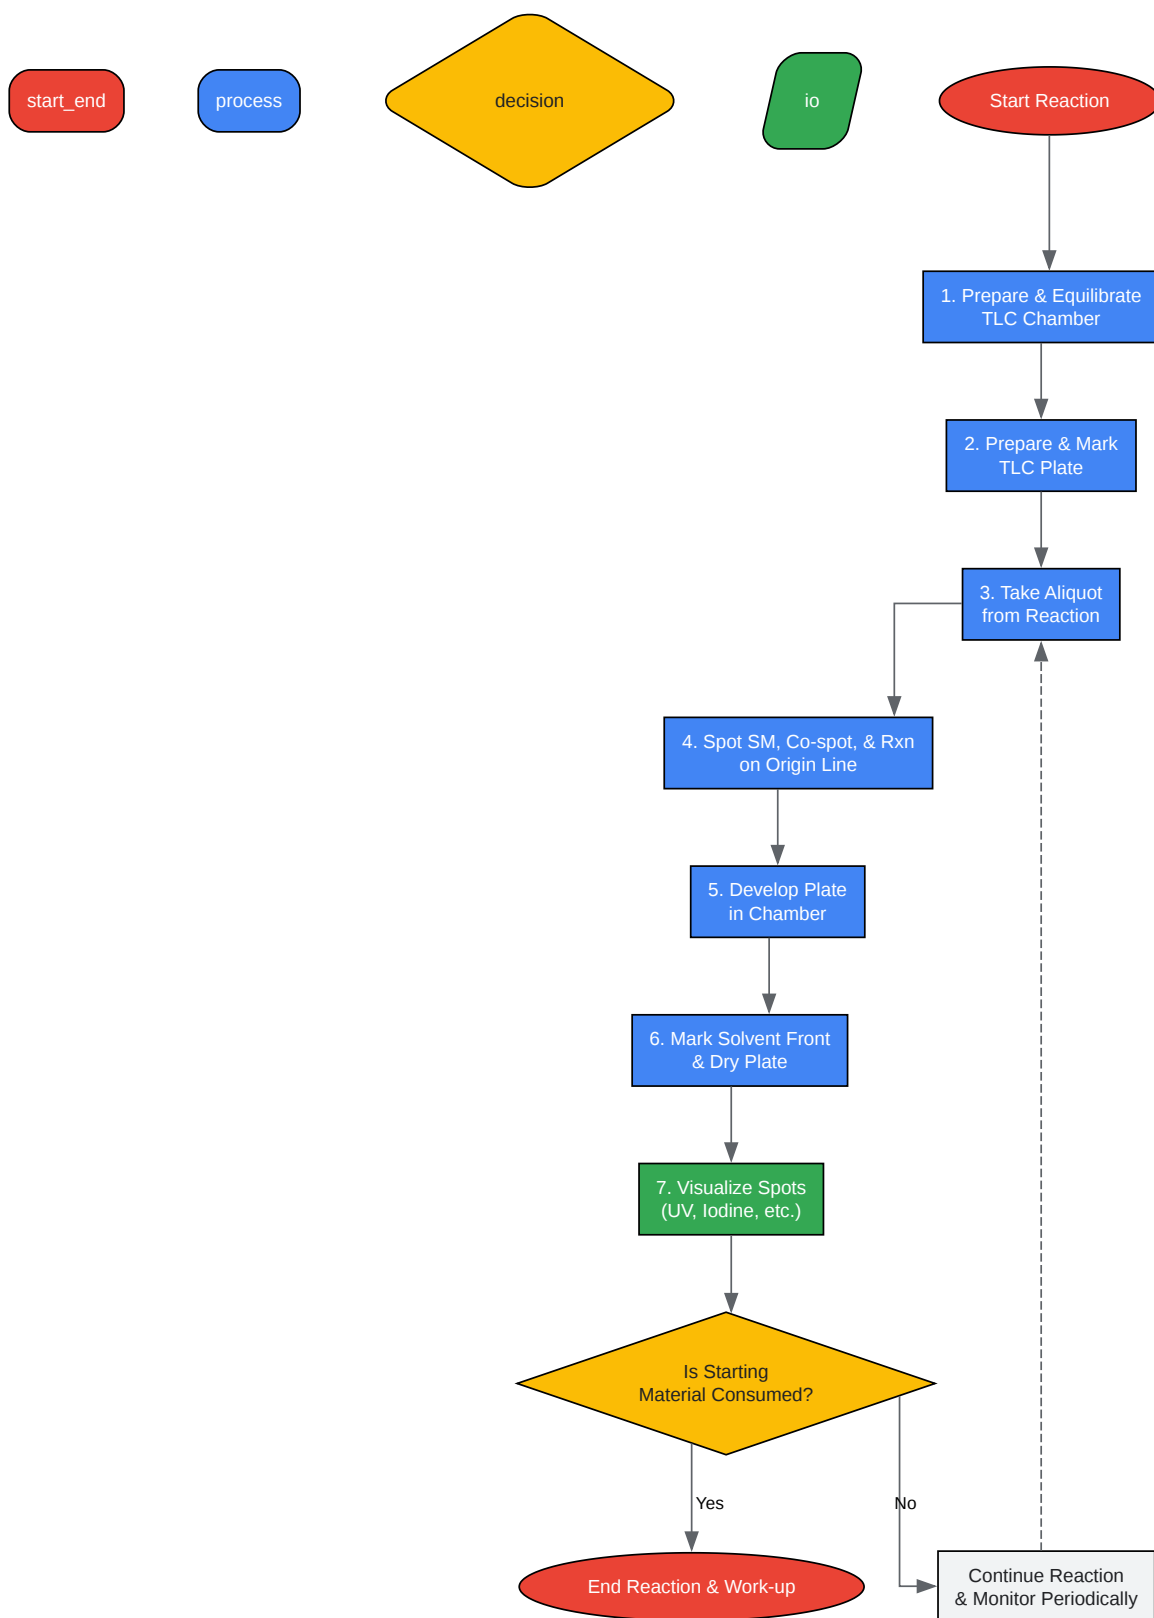 start_end
process
decision
io
Start Reaction
1. Prepare & Equilibrate
TLC Chamber
2. Prepare & Mark
TLC Plate
3. Take Aliquot
from Reaction
4. Spot SM, Co-spot, & Rxn
on Origin Line
5. Develop Plate
in Chamber
6. Mark Solvent Front
& Dry Plate
7. Visualize Spots
(UV, Iodine, etc.)
Is Starting
Material Consumed?
Yes
No
End Reaction & Work-up
Continue Reaction
& Monitor Periodically